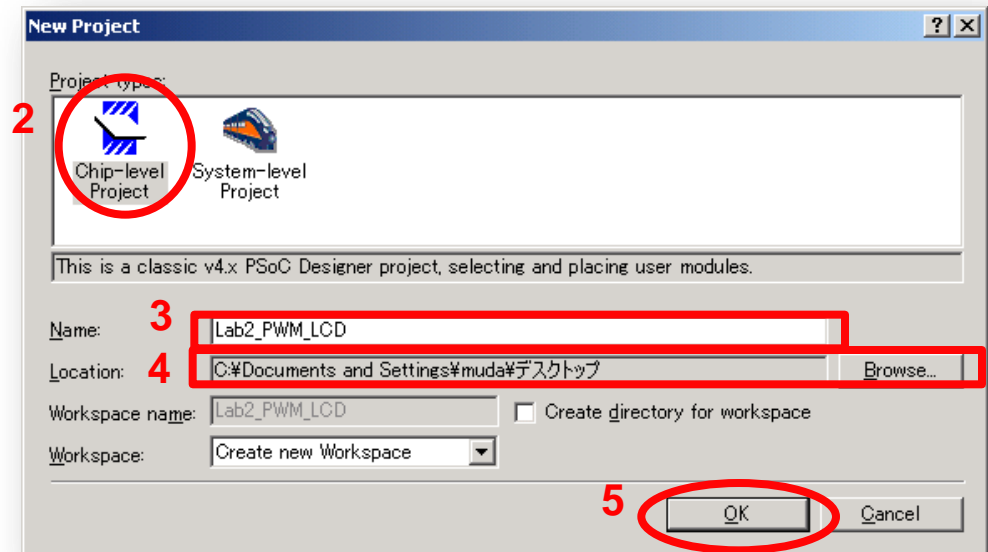 New Project
Project types:
2
Chip-level
Project
System-level
Project
This is a classic v4.x PSoC Designer project, selecting and placing user modules.
3
Name: Lab2_PWM_LCD
4
Location: C:¥Documents and Settings¥muda¥デスクトップ Browse...
Workspace name: Lab2_PWM_LCD Create directory for workspace
Workspace: Create new Workspace
5
OK Cancel